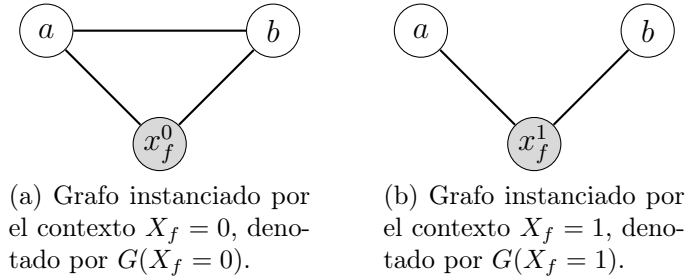 a b
x_f^0
(a) Grafo instanciado por
el contexto X_f = 0, deno-
tado por G(X_f = 0).
a b
x_f^1
(b) Grafo instanciado por
el contexto X_f = 1, deno-
tado por G(X_f = 1).